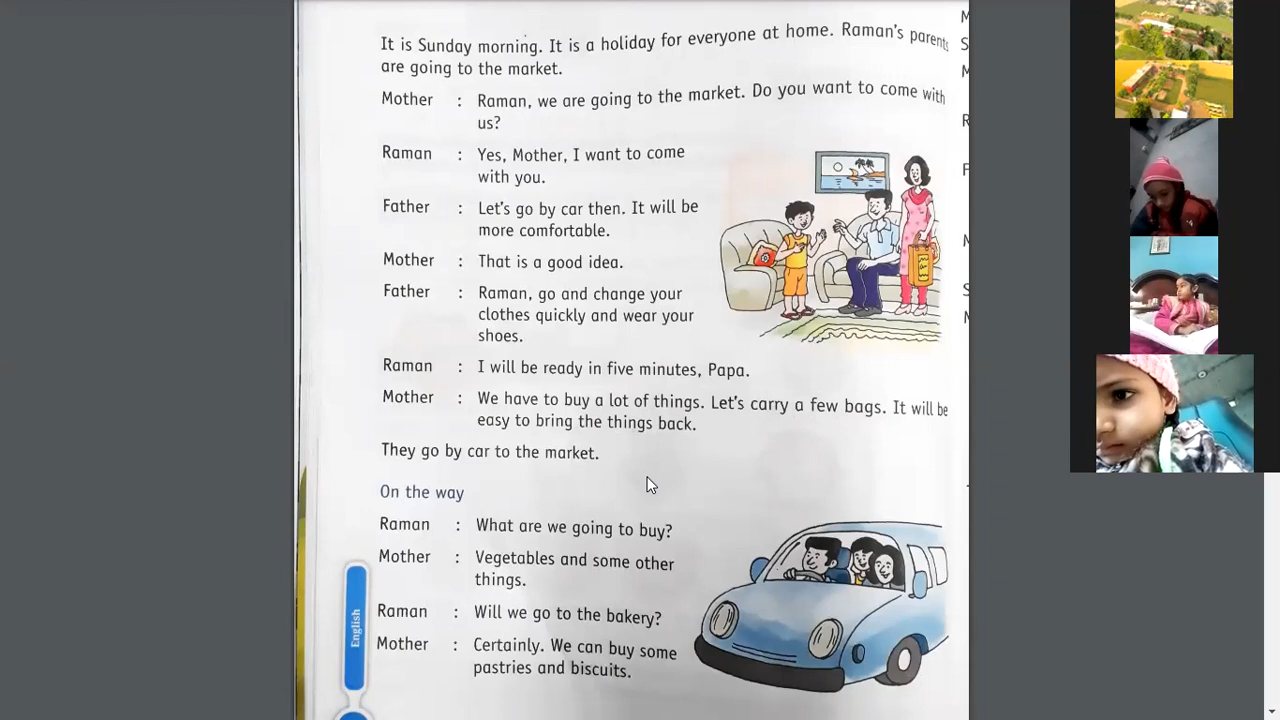 It is Sunday morning. It is a holiday for everyone at home. Raman's parents
are going to the market.
Mother : Raman, we are going to the market. Do you want to come with
us?
Raman : Yes, Mother, I want to come
with you.
Father : Let's go by car then. It will be
more comfortable.
Mother : That is a good idea.
Father : Raman, go and change your
clothes quickly and wear your
shoes.
Raman : I will be ready in five minutes, Papa.
Mother : We have to buy a lot of things. Let's carry a few bags. It will be
easy to bring the things back.
They go by car to the market.
On the way
Raman : What are we going to buy?
Mother : Vegetables and some other
things.
Raman : Will we go to the bakery?
Mother : Certainly. We can buy some
pastries and biscuits.
English